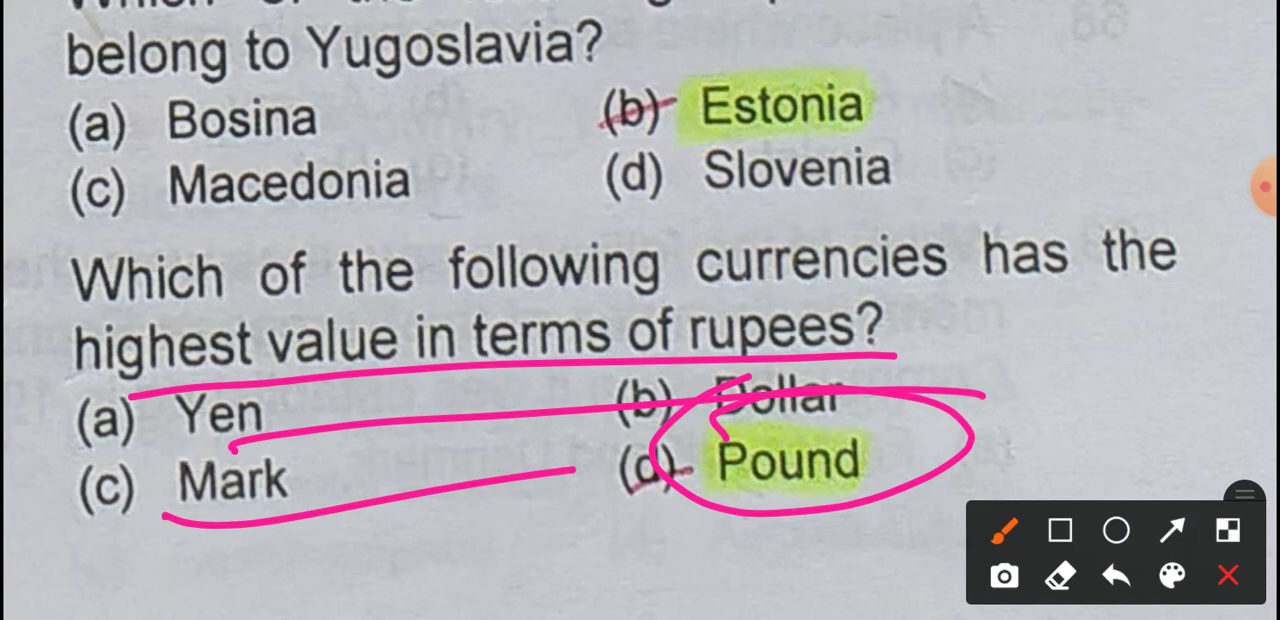 belong to Yugoslavia?
(a) Bosina (b) Estonia
(c) Macedonia (d) Slovenia
Which of the following currencies has the
highest value in terms of rupees?
(a) Yen (b) Dollar
(c) Mark (d) Pound